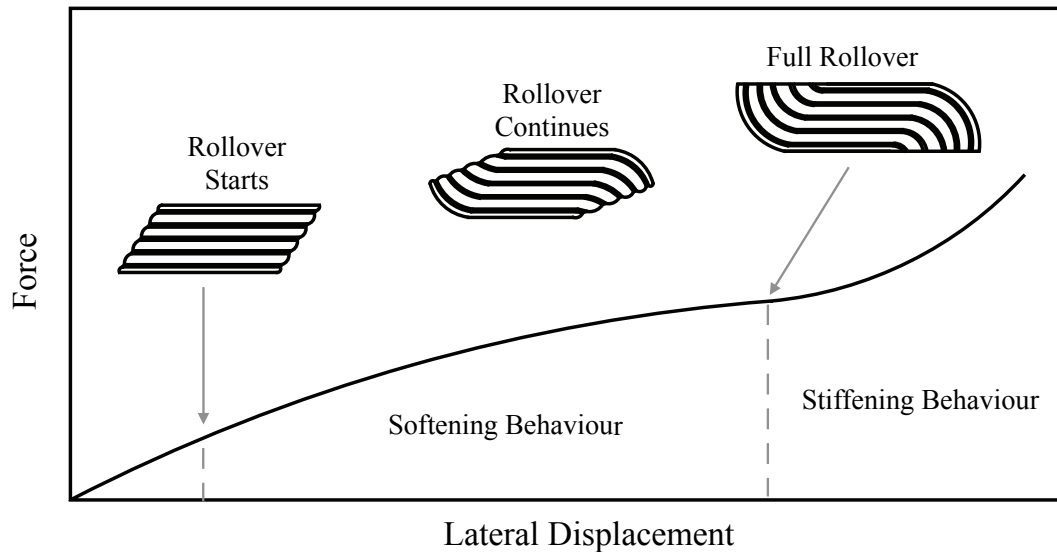 Full Rollover
Rollover
Continues
Rollover
Starts
Force
Softening Behaviour
Stiffening Behaviour
Lateral Displacement